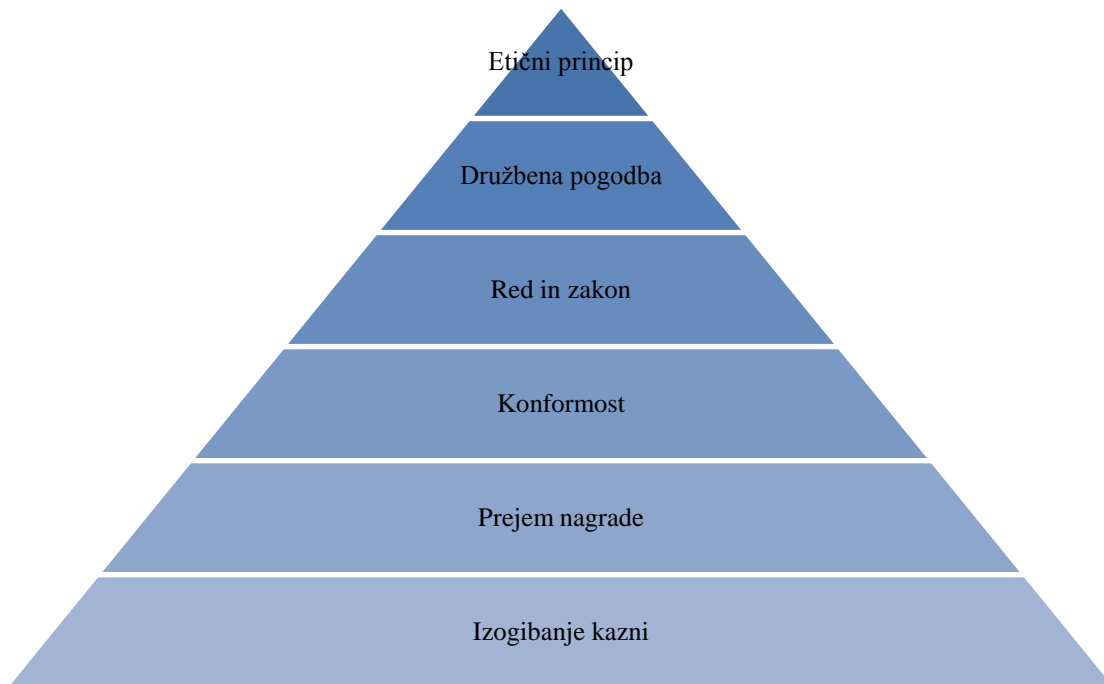 Etični princip
Družbena pogodba
Red in zakon
Konformost
Prejem nagrade
Izogibanje kazni